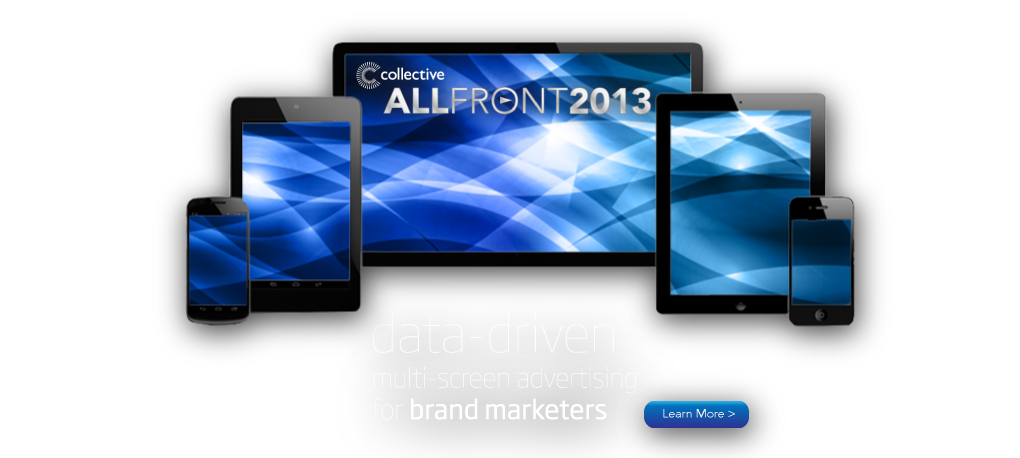 collective
ALLFRONT2013
data-driven
multi-screen advertising
for brand marketers
Learn More >